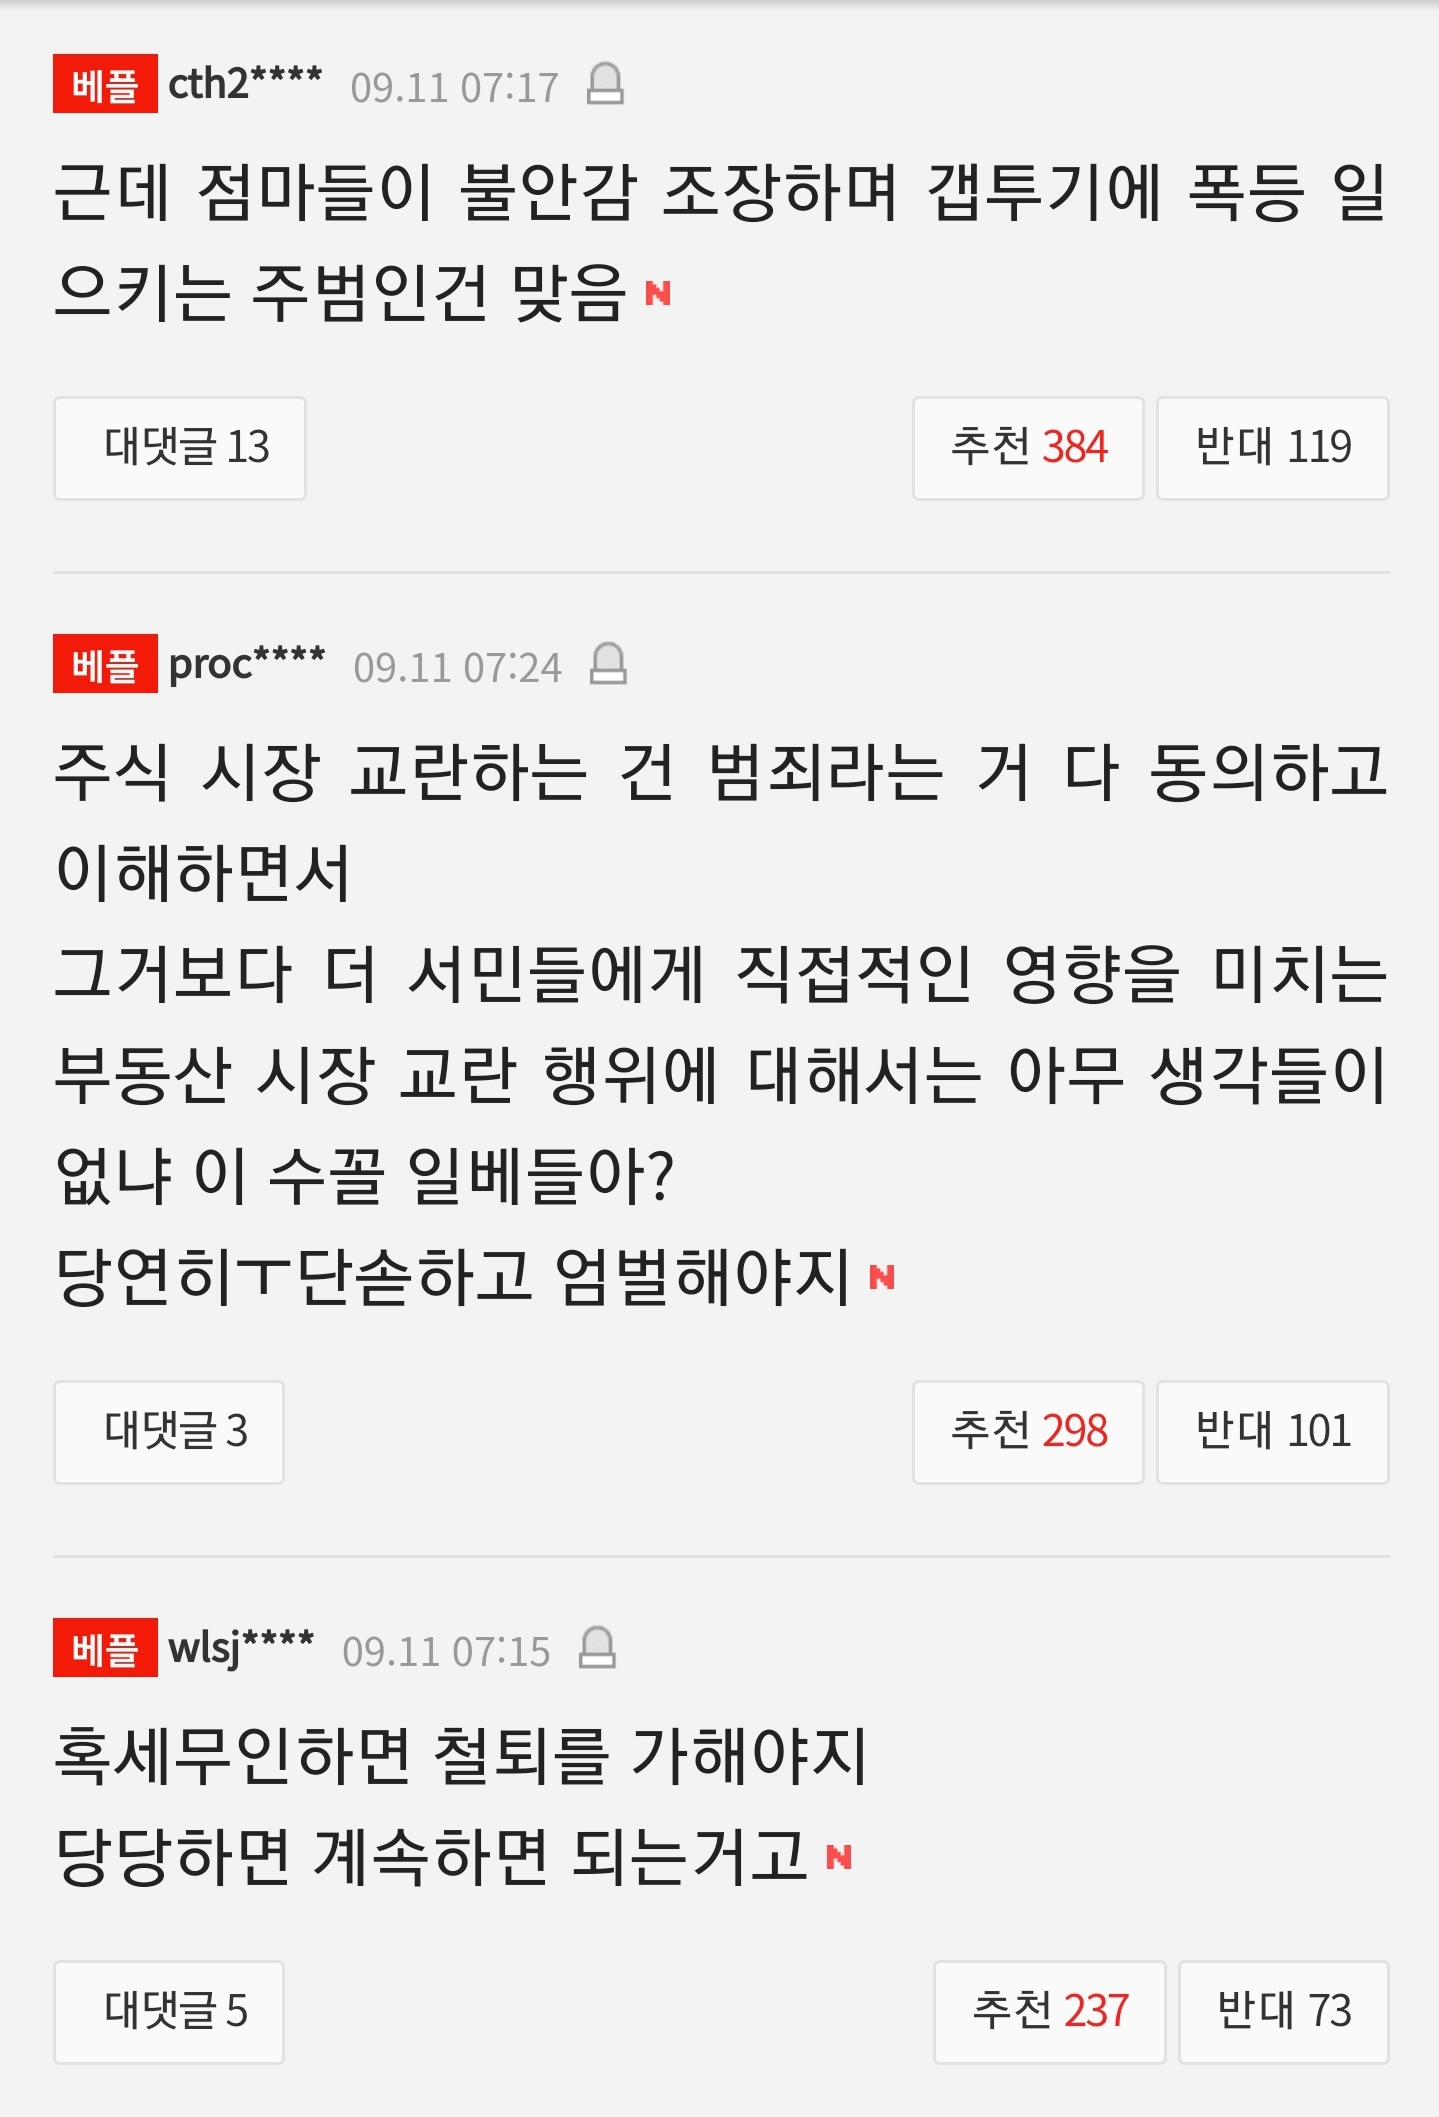 베플 cth2**** 09.11 07:17
근데 점마들이 불안감 조장하며 갭투기에 폭등 일
으키는 주범인건 맞음 N
대댓글 13 추천 384 반대 119
베플 proc**** 09.11 07:24
주식 시장 교란하는 건 범죄라는 거 다 동의하고
이해하면서
그거보다 더 서민들에게 직접적인 영향을 미치는
부동산 시장 교란 행위에 대해서는 아무 생각들이
없냐 이 수꼴 일베들아?
당연히ㅜ단솓하고 엄벌해야지 N
대댓글 3 추천 298 반대 101
베플 wlsj**** 09.11 07:15
혹세무인하면 철퇴를 가해야지
당당하면 계속하면 되는거고 N
대댓글 5 추천 237 반대 73